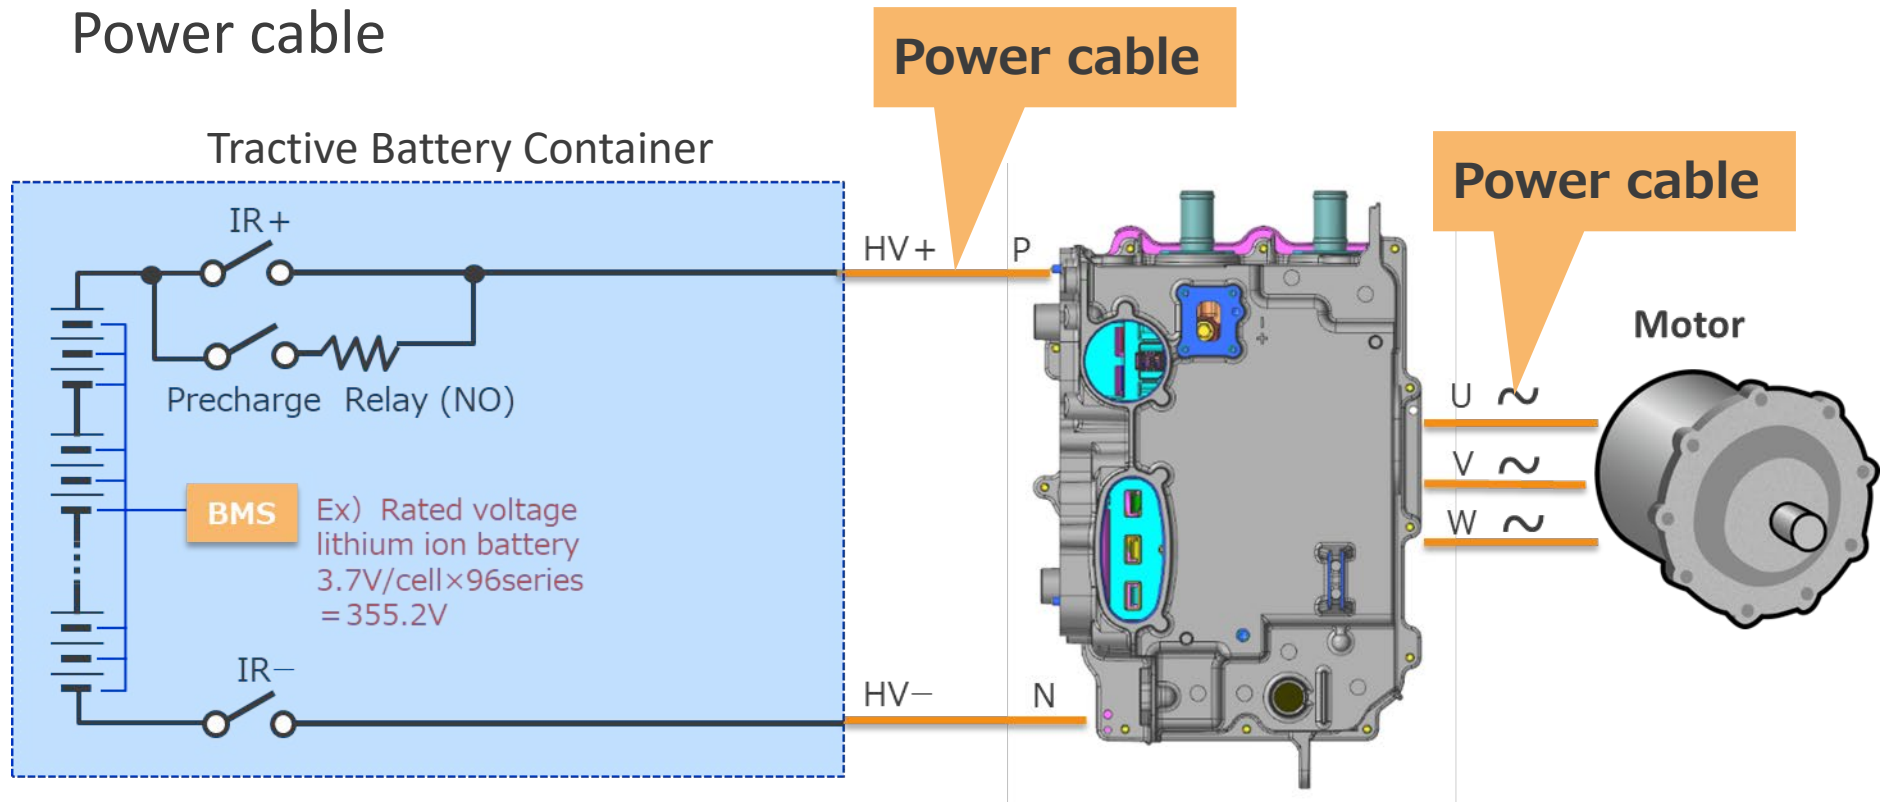 Power cable
Power cable
Power cable
Tractive Battery Container
IR+
HV+
P
Precharge Relay (NO)
Motor
U ~
V ~
W ~
BMS
Ex）Rated voltage
lithium ion battery
3.7V/cell×96series
＝355.2V
IR−
HV−
N